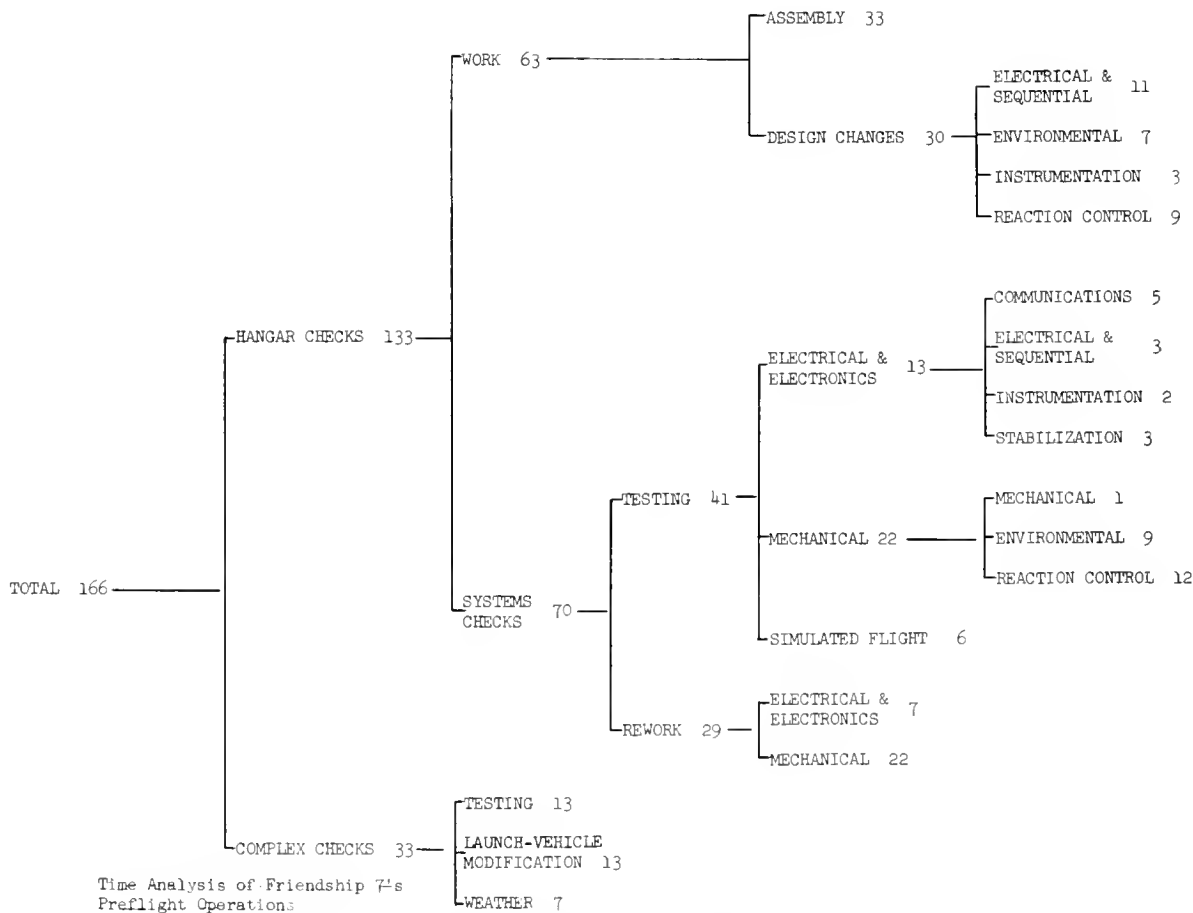 TOTAL 166
HANGAR CHECKS 133
WORK 63
ASSEMBLY 33
DESIGN CHANGES 30
ELECTRICAL &
SEQUENTIAL 11
ENVIRONMENTAL 7
INSTRUMENTATION 3
REACTION CONTROL 9
SYSTEMS
CHECKS 70
TESTING 41
ELECTRICAL &
ELECTRONICS 13
COMMUNICATIONS 5
ELECTRICAL &
SEQUENTIAL 3
INSTRUMENTATION 2
STABILIZATION 3
MECHANICAL 22
MECHANICAL 1
ENVIRONMENTAL 9
REACTION CONTROL 12
SIMULATED FLIGHT 6
REWORK 29
ELECTRICAL &
ELECTRONICS 7
MECHANICAL 22
COMPLEX CHECKS 33
TESTING 13
LAUNCH-VEHICLE
MODIFICATION 13
WEATHER 7
Time Analysis of Friendship 7's
Preflight Operations